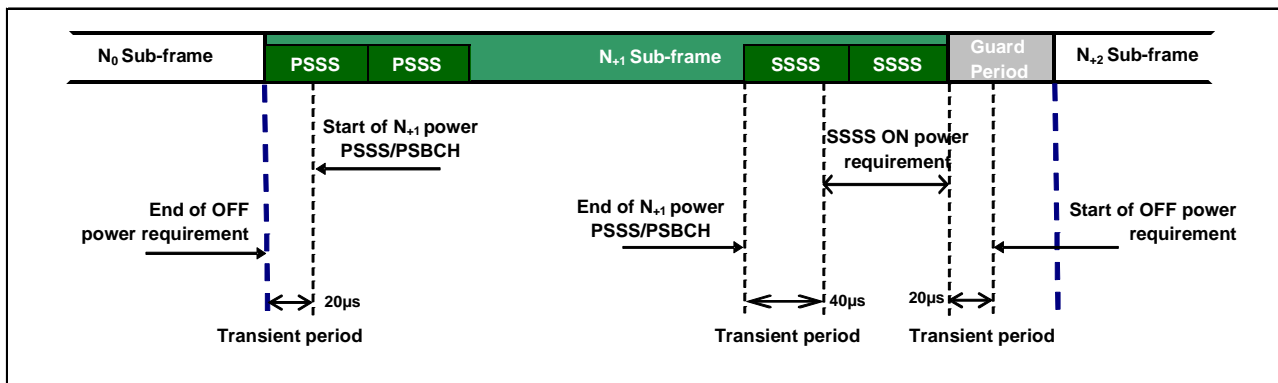 N₀ Sub-frame
PSSS
PSSS
N₊₁ Sub-frame
SSSS
SSSS
Guard
Period
N₊₂ Sub-frame
Start of N₊₁ power
PSSS/PSBCH
SSSS ON power
requirement
End of OFF
power requirement
End of N₊₁ power
PSSS/PSBCH
Start of OFF power
requirement
20µs
40µs
20µs
Transient period
Transient period
Transient period